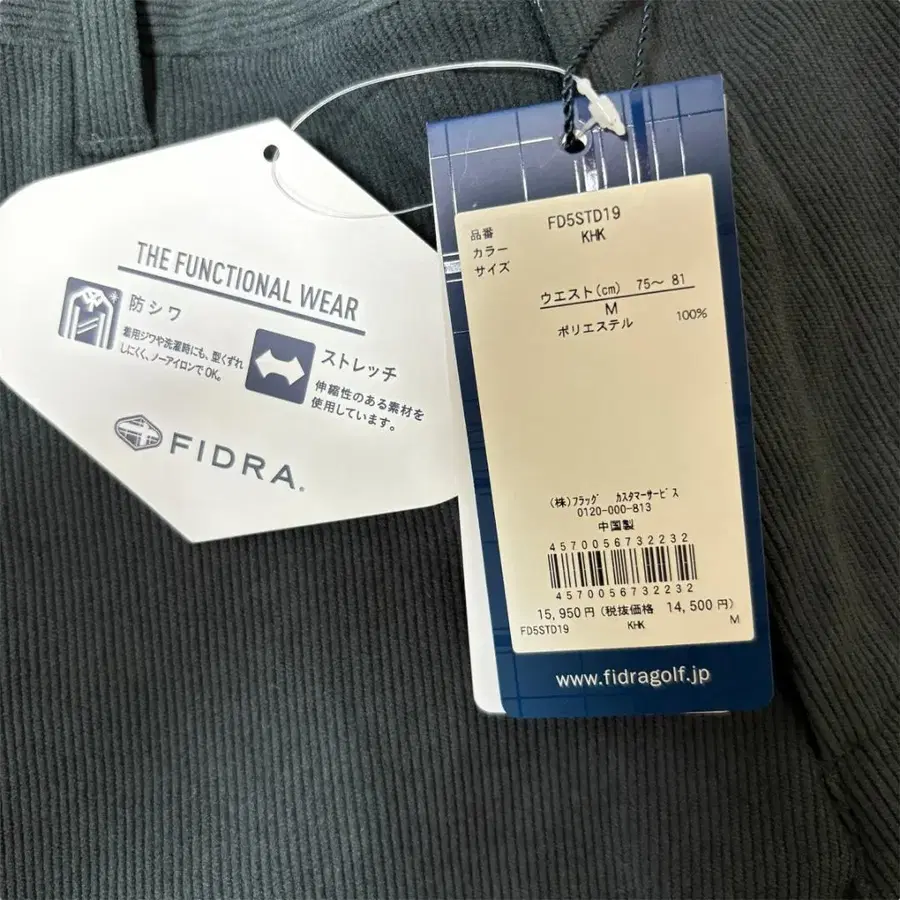 THE FUNCTIONAL WEAR
防シワ
着用ジワや洗濯時にも、型くずれ
しにくく、ノーアイロンでOK。
ストレッチ
伸縮性のある素材を
使用しています。
FIDRA®
品番 FD5STD19
カラー KHK
サイズ
ウエスト(cm) 75〜 81
M
ポリエステル 100%
(株)フラッグ カスタマーサービス
0120-000-813
中国製
4570056732232
4570056732232
15,950円(税抜価格 14,500円)
FD5STD19 KHK M
www.fidragolf.jp